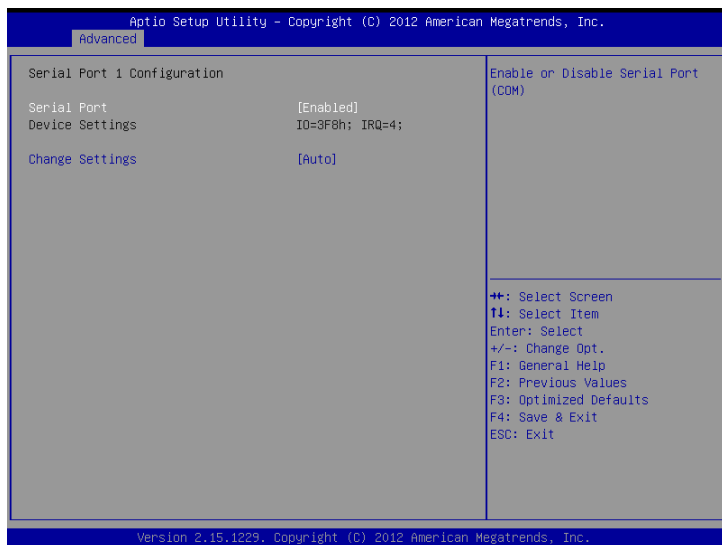 Aptio Setup Utility – Copyright (C) 2012 American Megatrends, Inc.
Advanced
Serial Port 1 Configuration
Serial Port [Enabled]
Device Settings IO=3F8h; IRQ=4;
Change Settings [Auto]
Enable or Disable Serial Port
(COM)
→←: Select Screen
↑↓: Select Item
Enter: Select
+/-: Change Opt.
F1: General Help
F2: Previous Values
F3: Optimized Defaults
F4: Save & Exit
ESC: Exit
Version 2.15.1229. Copyright (C) 2012 American Megatrends, Inc.